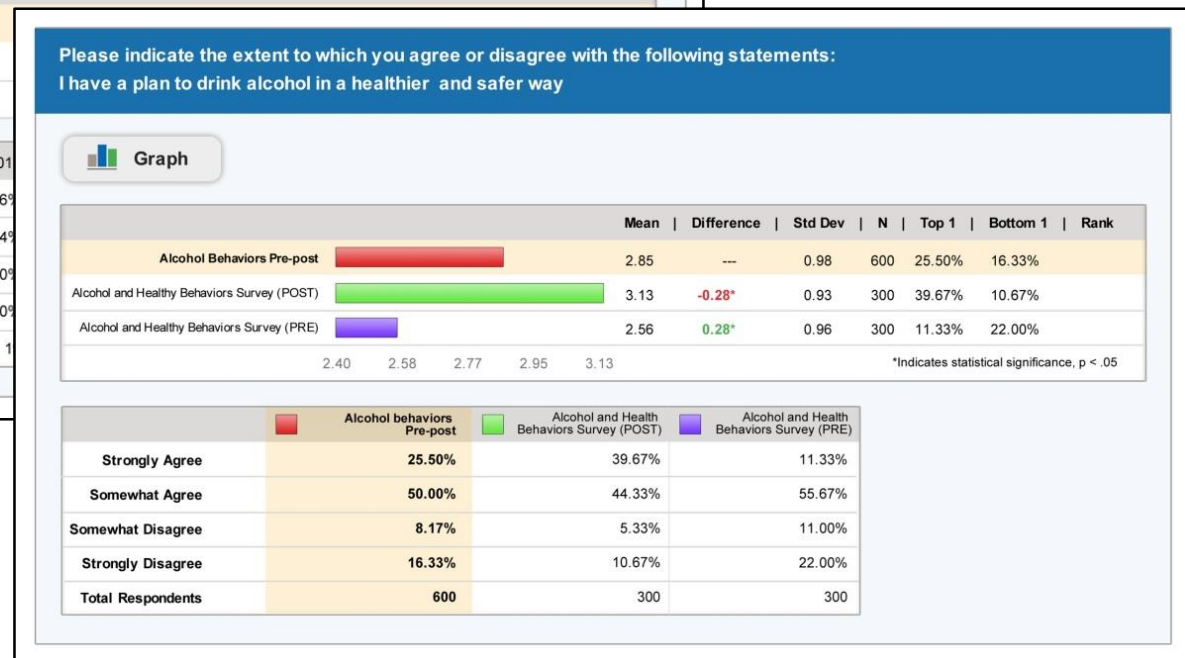 Please indicate the extent to which you agree or disagree with the following statements:
I have a plan to drink alcohol in a healthier and safer way
Graph
Mean | Difference | Std Dev | N | Top 1 | Bottom 1 | Rank
Alcohol Behaviors Pre-post 2.85 --- 0.98 600 25.50% 16.33%
Alcohol and Healthy Behaviors Survey (POST) 3.13 -0.28* 0.93 300 39.67% 10.67%
Alcohol and Healthy Behaviors Survey (PRE) 2.56 0.28* 0.96 300 11.33% 22.00%
2.40 2.58 2.77 2.95 3.13 *Indicates statistical significance, p < .05
Alcohol behaviors Pre-post
Alcohol and Health Behaviors Survey (POST)
Alcohol and Health Behaviors Survey (PRE)
Strongly Agree 25.50% 39.67% 11.33%
Somewhat Agree 50.00% 44.33% 55.67%
Somewhat Disagree 8.17% 5.33% 11.00%
Strongly Disagree 16.33% 10.67% 22.00%
Total Respondents 600 300 300